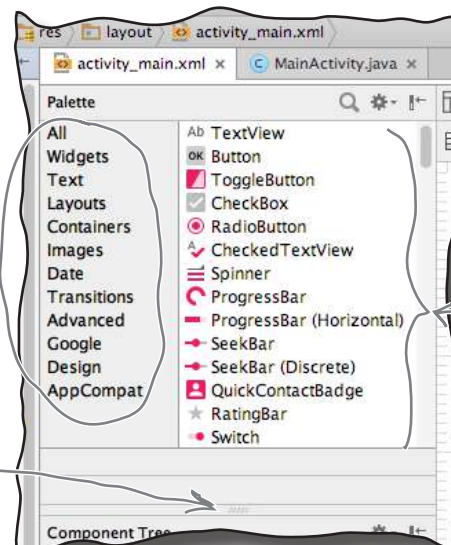 res layout activity_main.xml
activity_main.xml × MainActivity.java ×
Palette
All
Widgets
Text
Layouts
Containers
Images
Date
Transitions
Advanced
Google
Design
AppCompat
Ab TextView
OK Button
ToggleButton
CheckBox
RadioButton
A CheckedTextView
Spinner
ProgressBar
ProgressBar (Horizontal)
SeekBar
SeekBar (Discrete)
QuickContactBadge
RatingBar
Switch
Component Tree